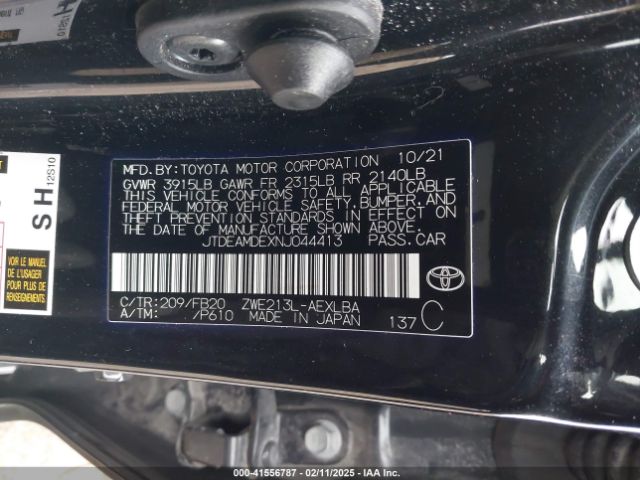 MFD.BY:TOYOTA MOTOR CORPORATION 10/21
GVWR 3915LB GAWR FR 2315LB RR 2140LB
THIS VEHICLE CONFORMS TO ALL APPLICABLE
FEDERAL MOTOR VEHICLE SAFETY,BUMPER,AND
THEFT PREVENTION STANDARDS IN EFFECT ON
THE DATE OF MANUFACTURE SHOWN ABOVE.
JTDEAMDEXNJ044413 PASS.CAR
C/TR:209/FB20 ZWE213L-AEXLBA
A/TM: /P610 MADE IN JAPAN 137 C
SH
12S10
VOIR LE MANUEL
DE L'USAGER
POUR PLUS DE
RENSEIGNEMENTS
SH
12S10
000-41556787 - 02/11/2025 - IAA, Inc.